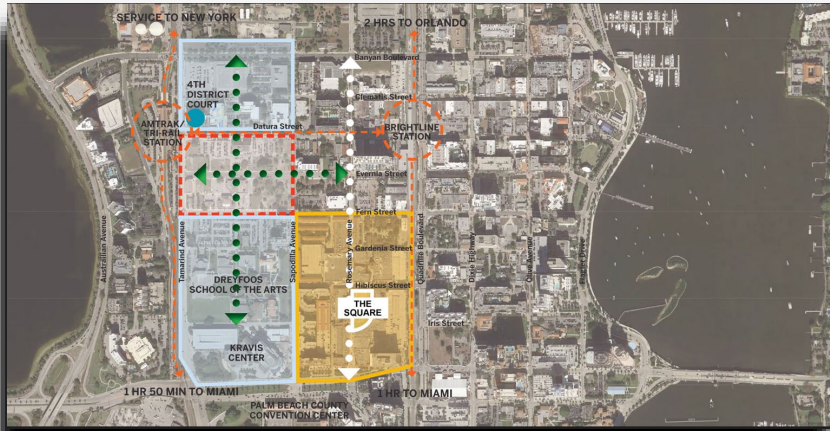 SERVICE TO NEW YORK
2 HRS TO ORLANDO
Banyan Boulevard
4TH
DISTRICT
COURT
Clematis Street
AMTRAK/
TRI-RAIL
STATION
Datura Street
BRIGHTLINE
STATION
Evernia Street
Fern Street
Australian Avenue
Tamarind Avenue
Sapodilla Avenue
Rosemary Avenue
Quadrille Boulevard
Dixie Highway
Olive Avenue
Flagler Drive
Gardenia Street
DREYFOOS
SCHOOL OF THE ARTS
Hibiscus Street
THE
SQUARE
Iris Street
KRAVIS
CENTER
1 HR 50 MIN TO MIAMI
1 HR TO MIAMI
PALM BEACH COUNTY
CONVENTION CENTER